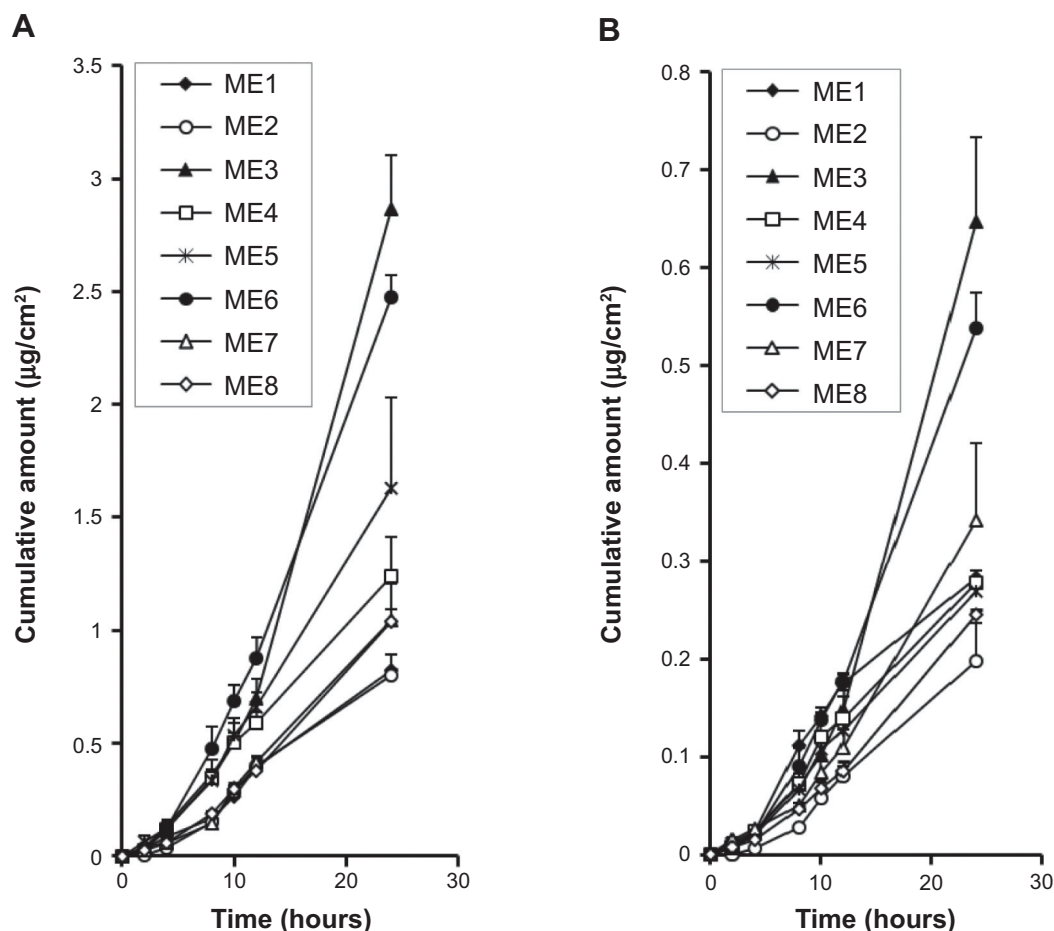 A
Cumulative amount (µg/cm²)
3.5
3
2.5
2
1.5
1
0.5
0
ME1
ME2
ME3
ME4
ME5
ME6
ME7
ME8
0 10 20 30
Time (hours)
B
Cumulative amount (µg/cm²)
0.8
0.7
0.6
0.5
0.4
0.3
0.2
0.1
0
ME1
ME2
ME3
ME4
ME5
ME6
ME7
ME8
0 10 20 30
Time (hours)